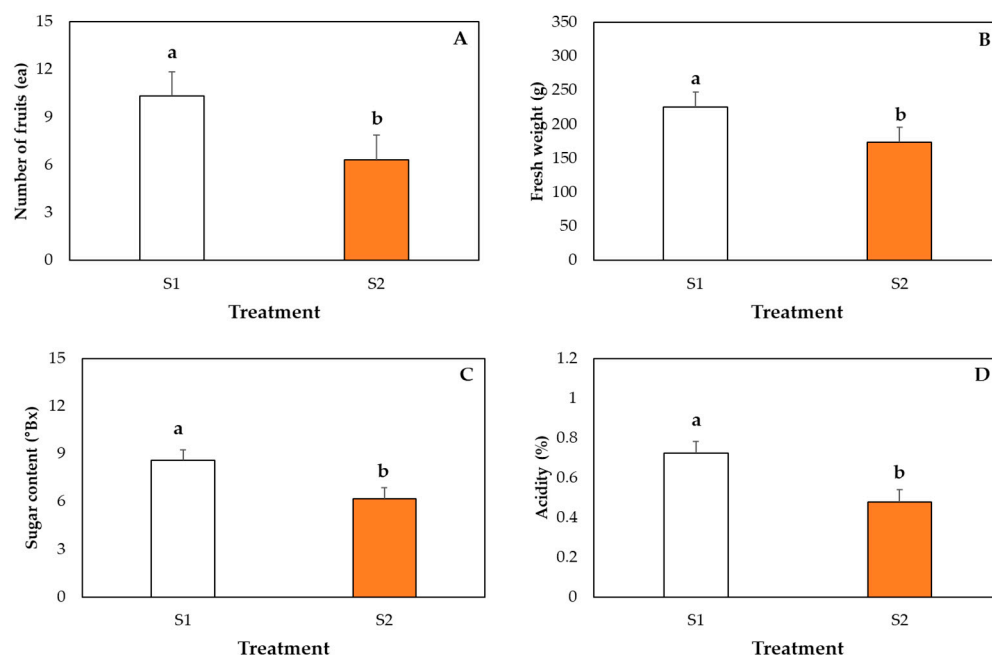 A
Number of fruits (ea)
15
12
9
6
3
0
a
b
S1 S2
Treatment
B
Fresh weight (g)
350
300
250
200
150
100
50
0
a
b
S1 S2
Treatment
C
Sugar content (°Bx)
15
12
9
6
3
0
a
b
S1 S2
Treatment
D
Acidity (%)
1.2
1
0.8
0.6
0.4
0.2
0
a
b
S1 S2
Treatment